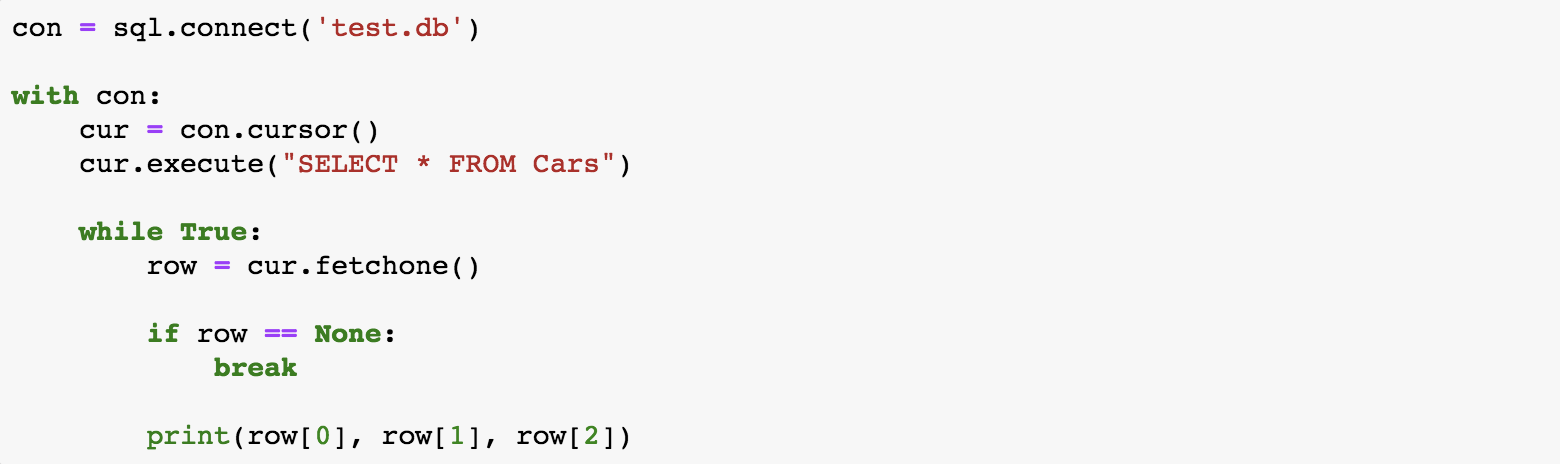 con = sql.connect('test.db')
with con:
    cur = con.cursor()
    cur.execute("SELECT * FROM Cars")
    while True:
        row = cur.fetchone()
        if row == None:
            break
        print(row[0], row[1], row[2])